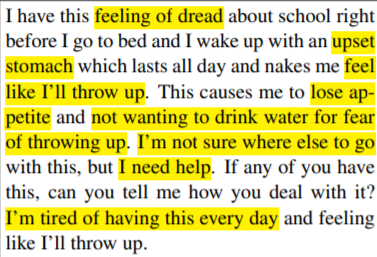 I have this feeling of dread about school right
before I go to bed and I wake up with an upset
stomach which lasts all day and nakes me feel
like I’ll throw up. This causes me to lose ap-
petite and not wanting to drink water for fear
of throwing up. I’m not sure where else to go
with this, but I need help. If any of you have
this, can you tell me how you deal with it?
I’m tired of having this every day and feeling
like I’ll throw up.